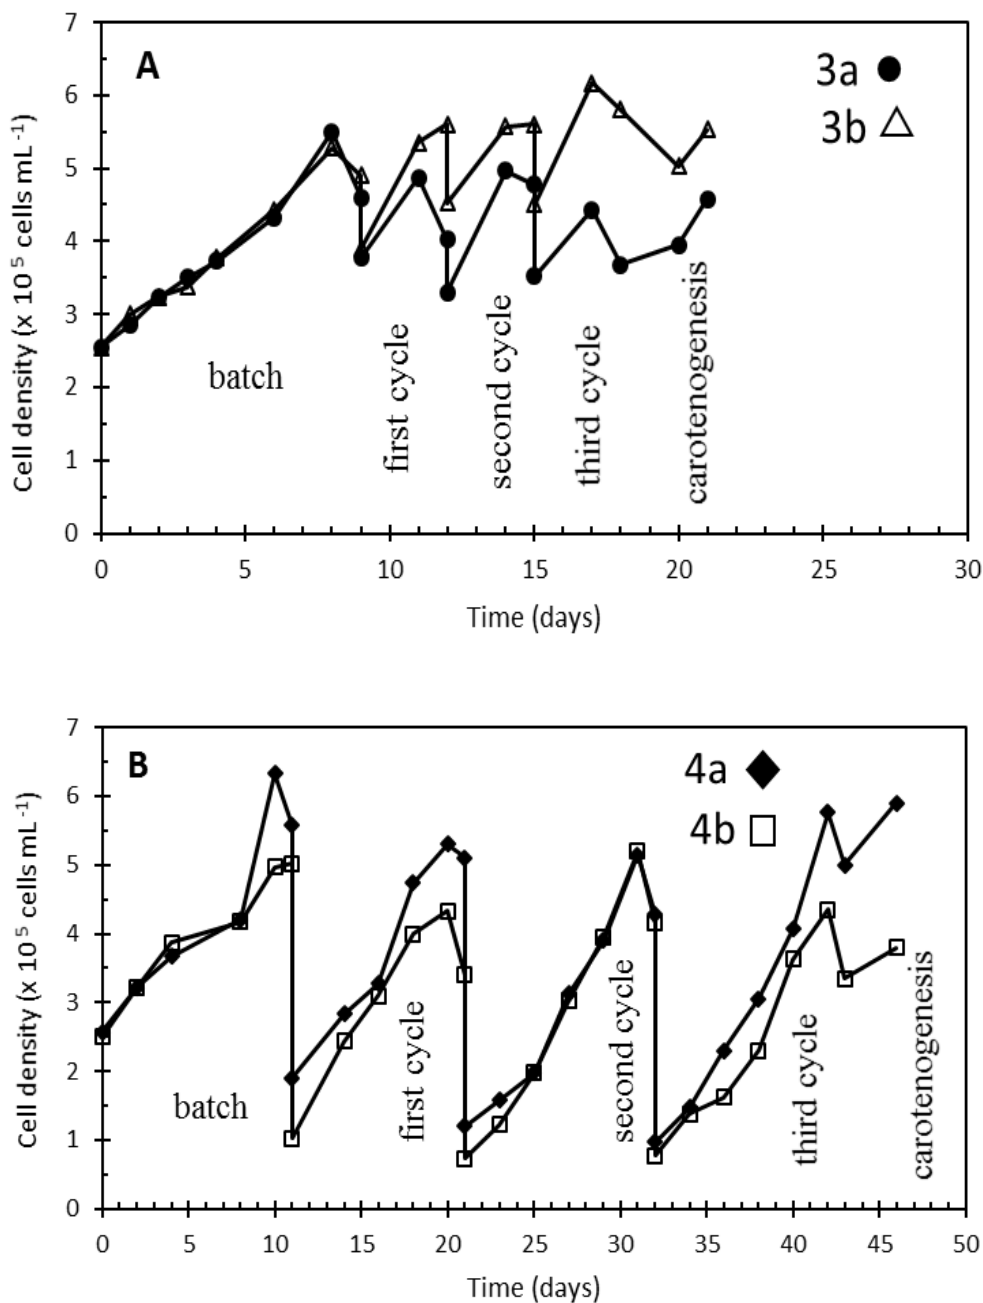 A
3a
3b
7
6
5
4
3
2
1
0
Cell density (x 10⁵ cells mL⁻¹)
batch
first cycle
second cycle
third cycle
carotenogenesis
0 5 10 15 20 25 30
Time (days)
B
4a
4b
7
6
5
4
3
2
1
0
Cell density (x 10⁵ cells mL⁻¹)
batch
first cycle
second cycle
third cycle
carotenogenesis
0 5 10 15 20 25 30 35 40 45 50
Time (days)